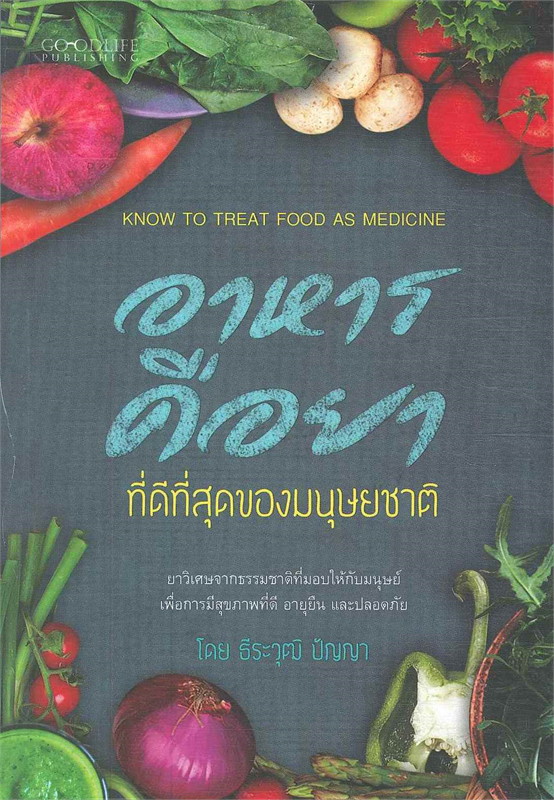 GOODLIFE
PUBLISHING
KNOW TO TREAT FOOD AS MEDICINE
อาหาร
คือยา
ที่ดีที่สุดของมนุษยชาติ
ยาวิเศษจากธรรมชาติที่มอบให้กับมนุษย์
เพื่อการมีสุขภาพที่ดี อายุยืน และปลอดภัย
โดย ธีระวุฒิ ปัญญา